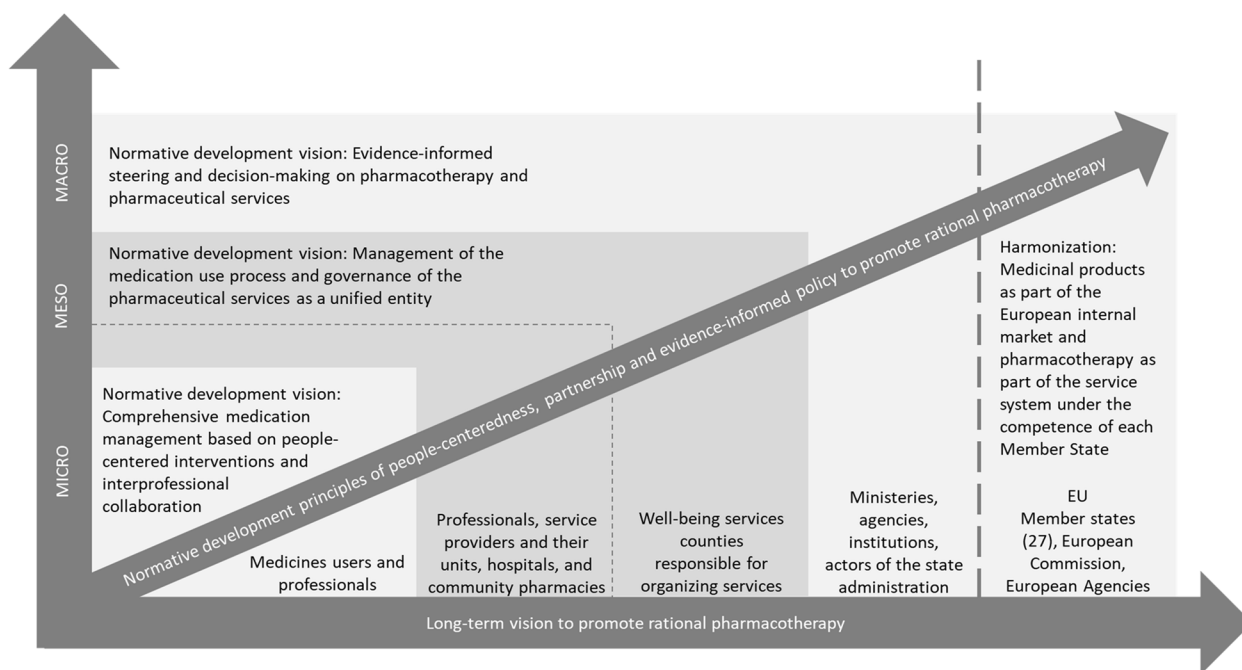 MACRO
Normative development vision: Evidence-informed
steering and decision-making on pharmacotherapy and
pharmaceutical services
MESO
Normative development vision: Management of the
medication use process and governance of the
pharmaceutical services as a unified entity
MICRO
Normative development vision:
Comprehensive medication
management based on people-
centered interventions and
interprofessional
collaboration
Normative development principles of people-centeredness, partnership and evidence-informed policy to promote rational pharmacotherapy
Harmonization:
Medicinal products
as part of the
European internal
market and
pharmacotherapy as
part of the service
system under the
competence of each
Member State
Medicines users and
professionals
Professionals, service
providers and their
units, hospitals, and
community pharmacies
Well-being services
counties
responsible for
organizing services
Ministeries,
agencies,
institutions,
actors of the state
administration
EU
Member states
(27), European
Commission,
European Agencies
Long-term vision to promote rational pharmacotherapy